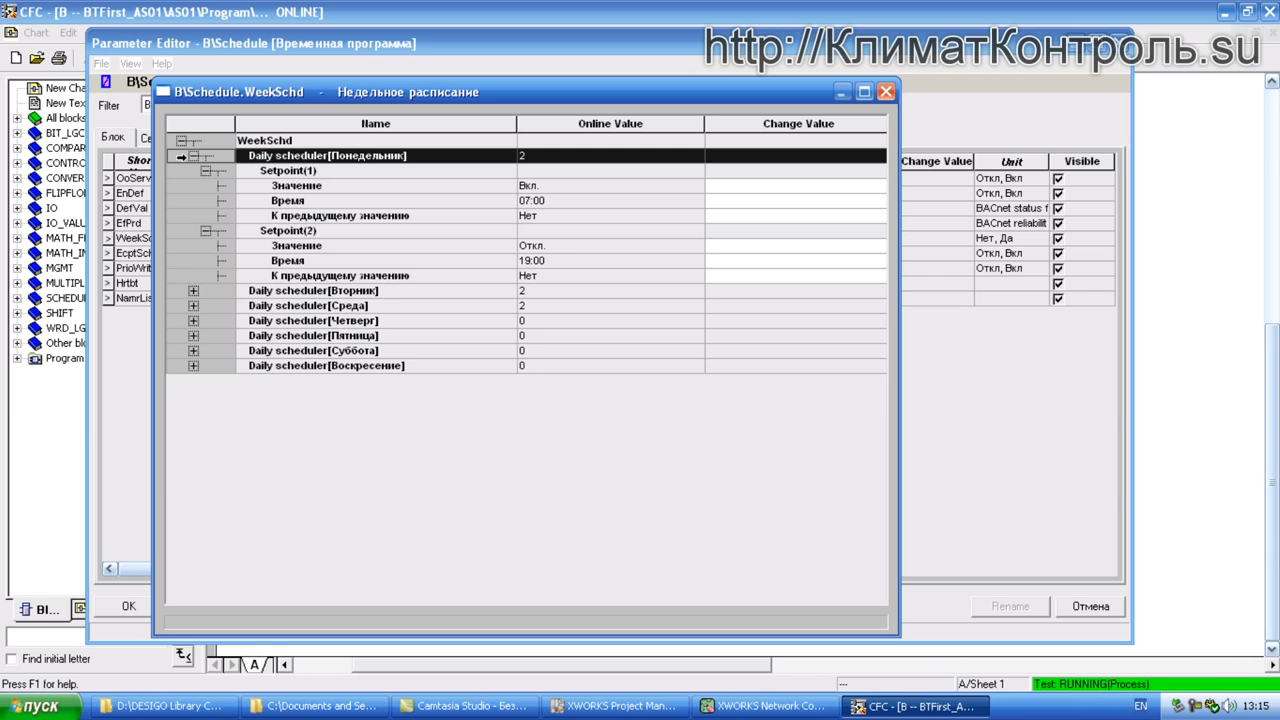 CFC - [B -- BTFirst_AS01\AS01\Program\... ONLINE]
http://КлиматКонтроль.su
Chart Edit
Parameter Editor - B\Schedule [Временная программа]
File View Help
B\Sc
Filter B
Блок Св
B\Schedule.WeekSchd - Недельное расписание
Name Online Value Change Value
WeekSchd
Daily scheduler[Понедельник] 2
Setpoint(1)
Значение Вкл.
Время 07:00
К предыдущему значению Нет
Setpoint(2)
Значение Откл.
Время 19:00
К предыдущему значению Нет
Daily scheduler[Вторник] 2
Daily scheduler[Среда] 2
Daily scheduler[Четверг] 0
Daily scheduler[Пятница] 0
Daily scheduler[Суббота] 0
Daily scheduler[Воскресение] 0
New Cha
New Tex
All blocks
BIT_LGC
COMPAR
CONTRO
CONVER
FLIPFLO
IO
IO_VALU
MATH_F
MATH_IN
MGMT
MULTIPL
SCHEDU
SHIFT
WRD_LG
Other blo
Program
Shor
OoServ
EnDef
DefVal
EfPrd
WeekSc
EcptSch
PrioWrit
Hrtbt
NamrLis
Change Value Unit Visible
Откл, Вкл
Откл, Вкл
BACnet status f
BACnet reliabilit
Нет, Да
Откл, Вкл
Откл, Вкл
OK Rename Отмена
Bl...
Find initial letter
A
Press F1 for help. --- A/Sheet 1 Test: RUNNING(Process)
пуск D:\DESIGO Library C... C:\Documents and Se... Camtasia Studio - Без... XWORKS Project Man... XWORKS Network Co... CFC - [B -- BTFirst_A... EN 13:15